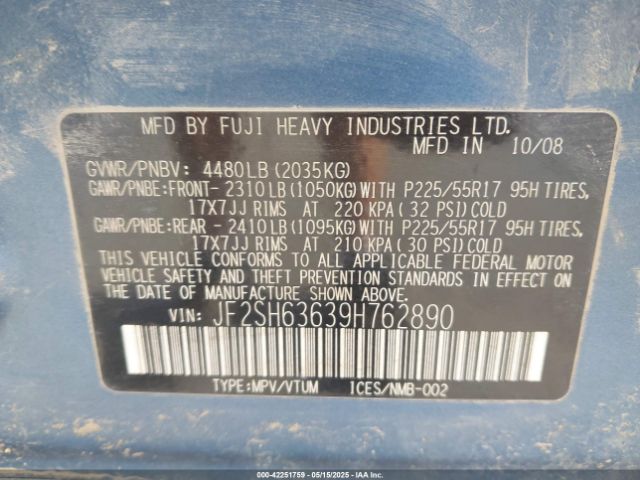 MFD BY FUJI HEAVY INDUSTRIES LTD.
MFD IN 10/08
GVWR/PNBV: 4480LB (2035KG)
GAWR/PNBE:FRONT- 2310LB(1050KG)WITH P225/55R17 95H TIRES,
17X7JJ RIMS AT 220 KPA( 32 PSI)COLD
GAWR/PNBE:REAR - 2410LB(1095KG)WITH P225/55R17 95H TIRES,
17X7JJ RIMS AT 210 KPA( 30 PSI)COLD
THIS VEHICLE CONFORMS TO ALL APPLICABLE FEDERAL MOTOR
VEHICLE SAFETY AND THEFT PREVENTION STANDARDS IN EFFECT ON
THE DATE OF MANUFACTURE SHOWN ABOVE.
VIN: JF2SH63639H762890
TYPE:MPV/VTUM ICES/NMB-002
000-42251759 - 05/15/2025 - © IAA Holdings, LLC